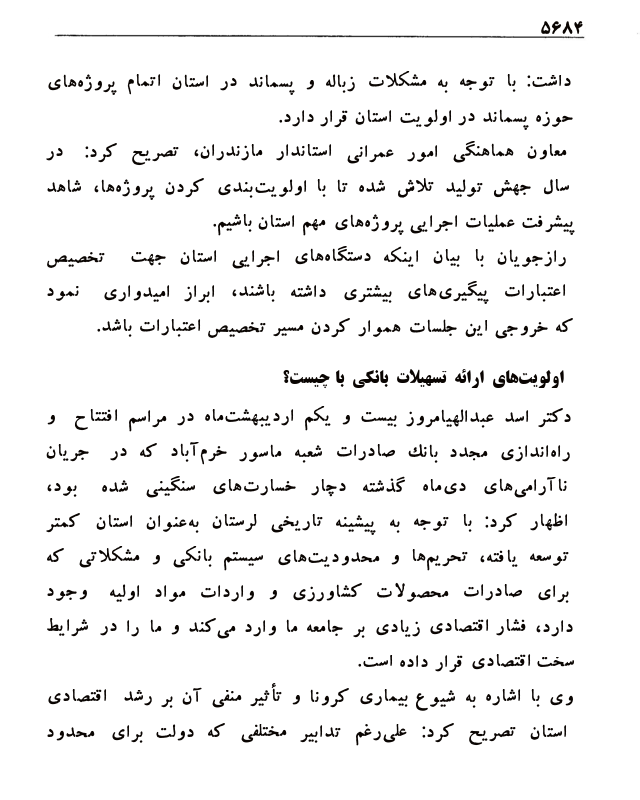 ۵۶۸۴
داشت: با توجه به مشکلات زباله و پسماند در استان اتمام پروژه‌های
حوزه پسماند در اولویت استان قرار دارد.
معاون هماهنگی امور عمرانی استاندار مازندران، تصریح کرد: در
سال جهش تولید تلاش شده تا با اولویت‌بندی کردن پروژه‌ها، شاهد
پیشرفت عملیات اجرایی پروژه‌های مهم استان باشیم.
رازجویان با بیان اینکه دستگاه‌های اجرایی استان جهت تخصیص
اعتبارات پیگیری‌های بیشتری داشته باشند، ابراز امیدواری نمود
که خروجی این جلسات هموار کردن مسیر تخصیص اعتبارات باشد.
اولویت‌های ارائه تسهیلات بانکی با چیست؟
دکتر اسد عبدالهیامروز بیست و یکم اردیبهشت‌ماه در مراسم افتتاح و
راه‌اندازی مجدد بانك صادرات شعبه ماسور خرم‌آباد که در جریان
ناآرامی‌های دی‌ماه گذشته دچار خسارت‌های سنگینی شده بود،
اظهار کرد: با توجه به پیشینه تاریخی لرستان به‌عنوان استان کمتر
توسعه یافته، تحریم‌ها و محدودیت‌های سیستم بانکی و مشکلاتی که
برای صادرات محصولات کشاورزی و واردات مواد اولیه وجود
دارد، فشار اقتصادی زیادی بر جامعه ما وارد می‌کند و ما را در شرایط
سخت اقتصادی قرار داده است.
وی با اشاره به شیوع بیماری کرونا و تأثیر منفی آن بر رشد اقتصادی
استان تصریح کرد: علی‌رغم تدابیر مختلفی که دولت برای محدود